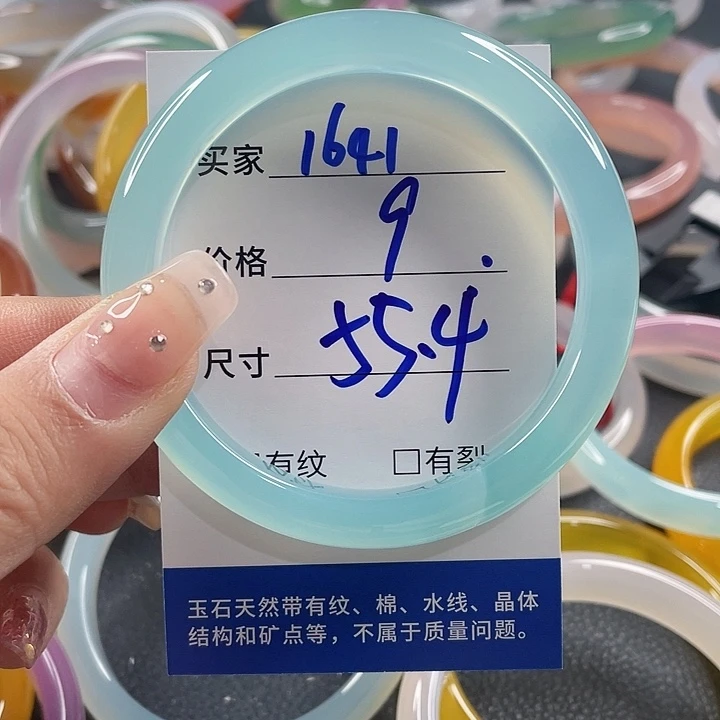 买家 1641
价格 9.
尺寸 55.4
有纹 □有裂
玉石天然带有纹、棉、水线、晶体
结构和矿点等，不属于质量问题。